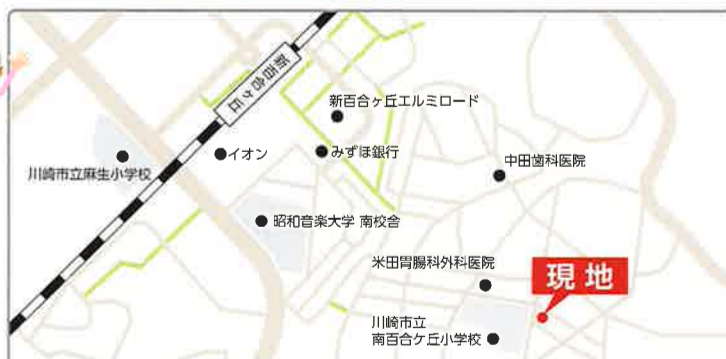 新百合ヶ丘
新百合ヶ丘エルミロード
みずほ銀行
イオン
川崎市立麻生小学校
中田歯科医院
昭和音楽大学 南校舎
米田胃腸科外科医院
現地
川崎市立
南百合ケ丘小学校